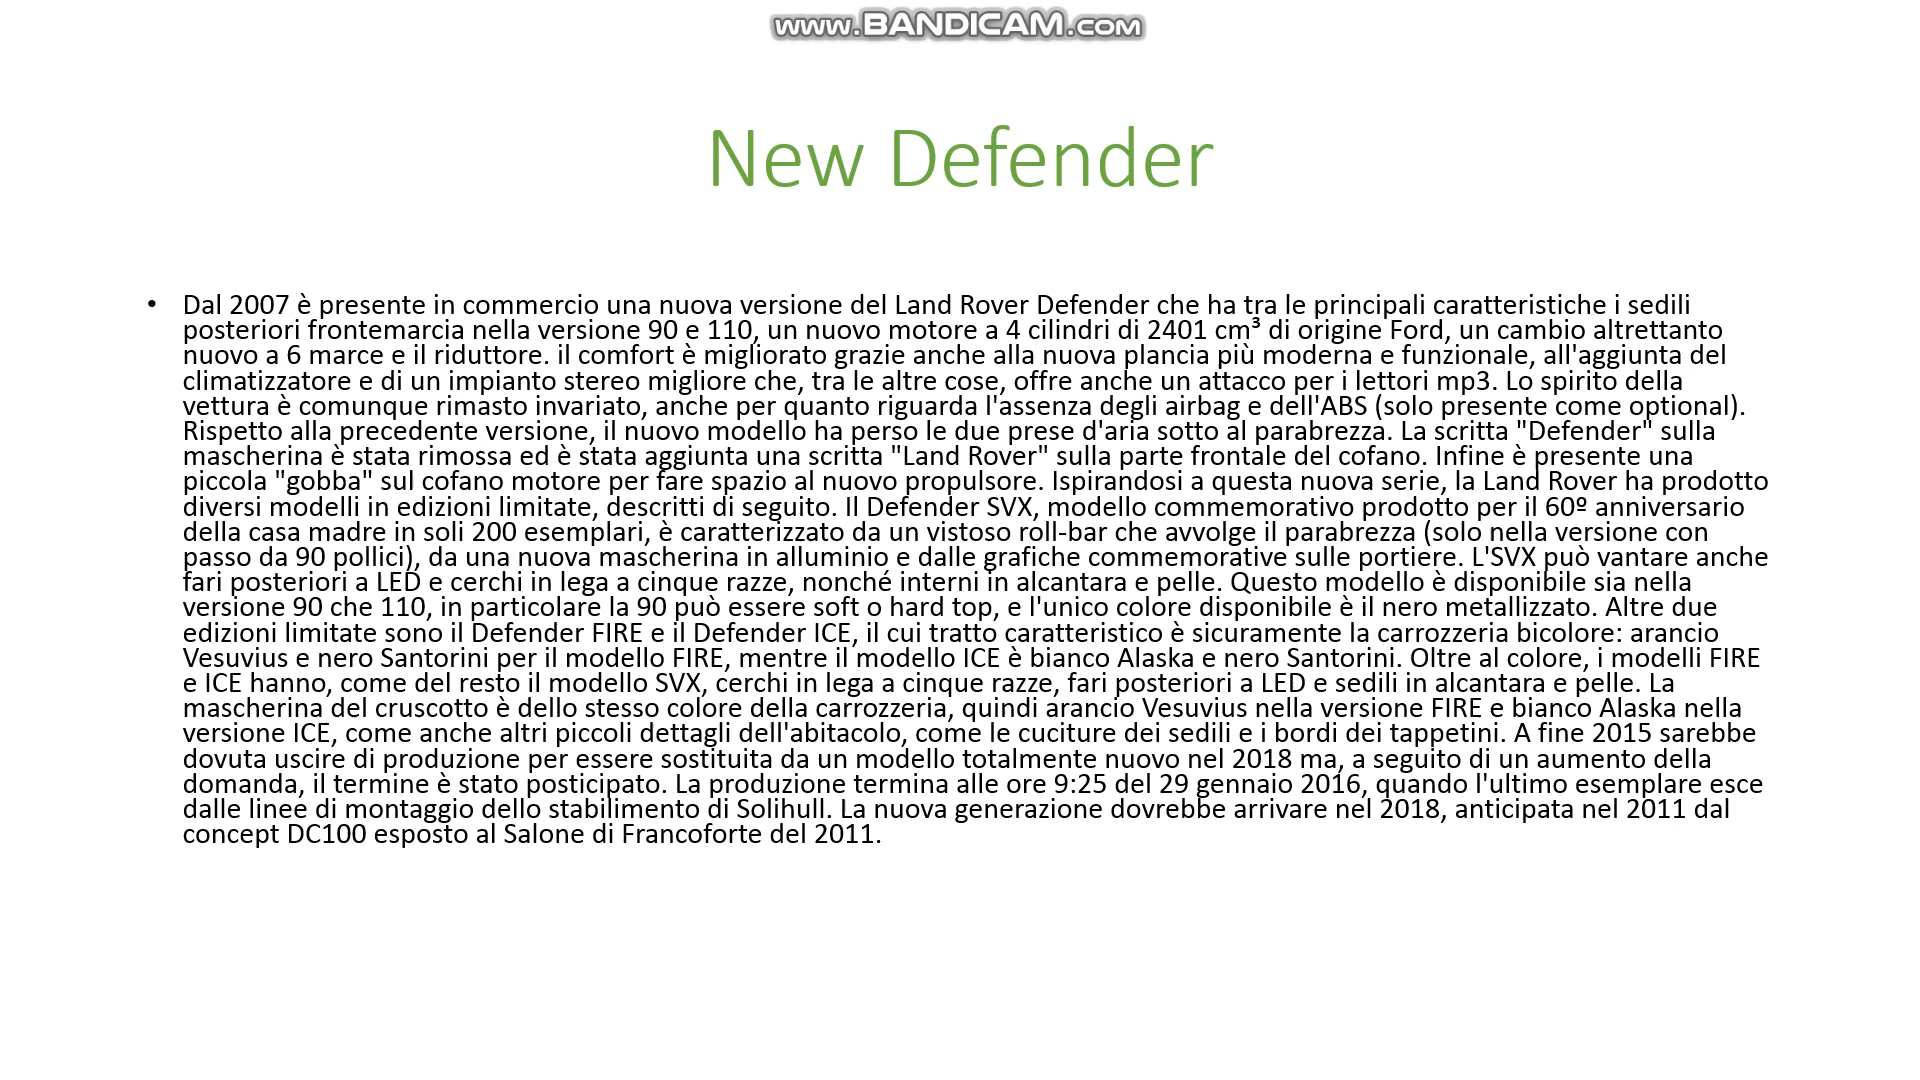 www.BANDICAM.com
New Defender
• Dal 2007 è presente in commercio una nuova versione del Land Rover Defender che ha tra le principali caratteristiche i sedili
posteriori frontemarcia nella versione 90 e 110, un nuovo motore a 4 cilindri di 2401 cm³ di origine Ford, un cambio altrettanto
nuovo a 6 marce e il riduttore. il comfort è migliorato grazie anche alla nuova plancia più moderna e funzionale, all'aggiunta del
climatizzatore e di un impianto stereo migliore che, tra le altre cose, offre anche un attacco per i lettori mp3. Lo spirito della
vettura è comunque rimasto invariato, anche per quanto riguarda l'assenza degli airbag e dell'ABS (solo presente come optional).
Rispetto alla precedente versione, il nuovo modello ha perso le due prese d'aria sotto al parabrezza. La scritta "Defender" sulla
mascherina è stata rimossa ed è stata aggiunta una scritta "Land Rover" sulla parte frontale del cofano. Infine è presente una
piccola "gobba" sul cofano motore per fare spazio al nuovo propulsore. Ispirandosi a questa nuova serie, la Land Rover ha prodotto
diversi modelli in edizioni limitate, descritti di seguito. Il Defender SVX, modello commemorativo prodotto per il 60º anniversario
della casa madre in soli 200 esemplari, è caratterizzato da un vistoso roll-bar che avvolge il parabrezza (solo nella versione con
passo da 90 pollici), da una nuova mascherina in alluminio e dalle grafiche commemorative sulle portiere. L'SVX può vantare anche
fari posteriori a LED e cerchi in lega a cinque razze, nonché interni in alcantara e pelle. Questo modello è disponibile sia nella
versione 90 che 110, in particolare la 90 può essere soft o hard top, e l'unico colore disponibile è il nero metallizzato. Altre due
edizioni limitate sono il Defender FIRE e il Defender ICE, il cui tratto caratteristico è sicuramente la carrozzeria bicolore: arancio
Vesuvius e nero Santorini per il modello FIRE, mentre il modello ICE è bianco Alaska e nero Santorini. Oltre al colore, i modelli FIRE
e ICE hanno, come del resto il modello SVX, cerchi in lega a cinque razze, fari posteriori a LED e sedili in alcantara e pelle. La
mascherina del cruscotto è dello stesso colore della carrozzeria, quindi arancio Vesuvius nella versione FIRE e bianco Alaska nella
versione ICE, come anche altri piccoli dettagli dell'abitacolo, come le cuciture dei sedili e i bordi dei tappetini. A fine 2015 sarebbe
dovuta uscire di produzione per essere sostituita da un modello totalmente nuovo nel 2018 ma, a seguito di un aumento della
domanda, il termine è stato posticipato. La produzione termina alle ore 9:25 del 29 gennaio 2016, quando l'ultimo esemplare esce
dalle linee di montaggio dello stabilimento di Solihull. La nuova generazione dovrebbe arrivare nel 2018, anticipata nel 2011 dal
concept DC100 esposto al Salone di Francoforte del 2011.